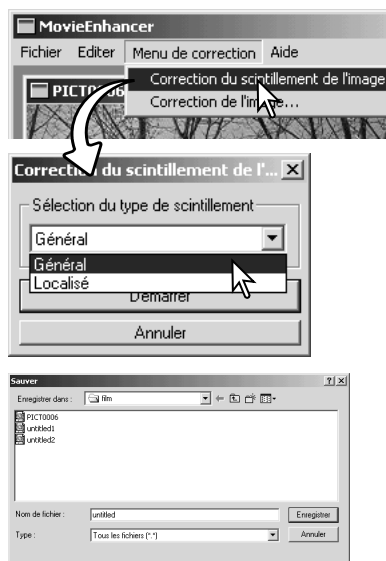 MovieEnhancer
Fichier Editer Menu de correction Aide
Correction du scintillement de l'image
Correction de l'image...
PICT0006
Correction du scintillement de l'...
Sélection du type de scintillement
Général
Général
Localisé
Démarrer
Annuler
Sauver
Enregistrer dans : film
PICT0006
untitled1
untitled2
Nom de fichier : untitled Enregistrer
Type : Tous les fichiers (*.*) Annuler